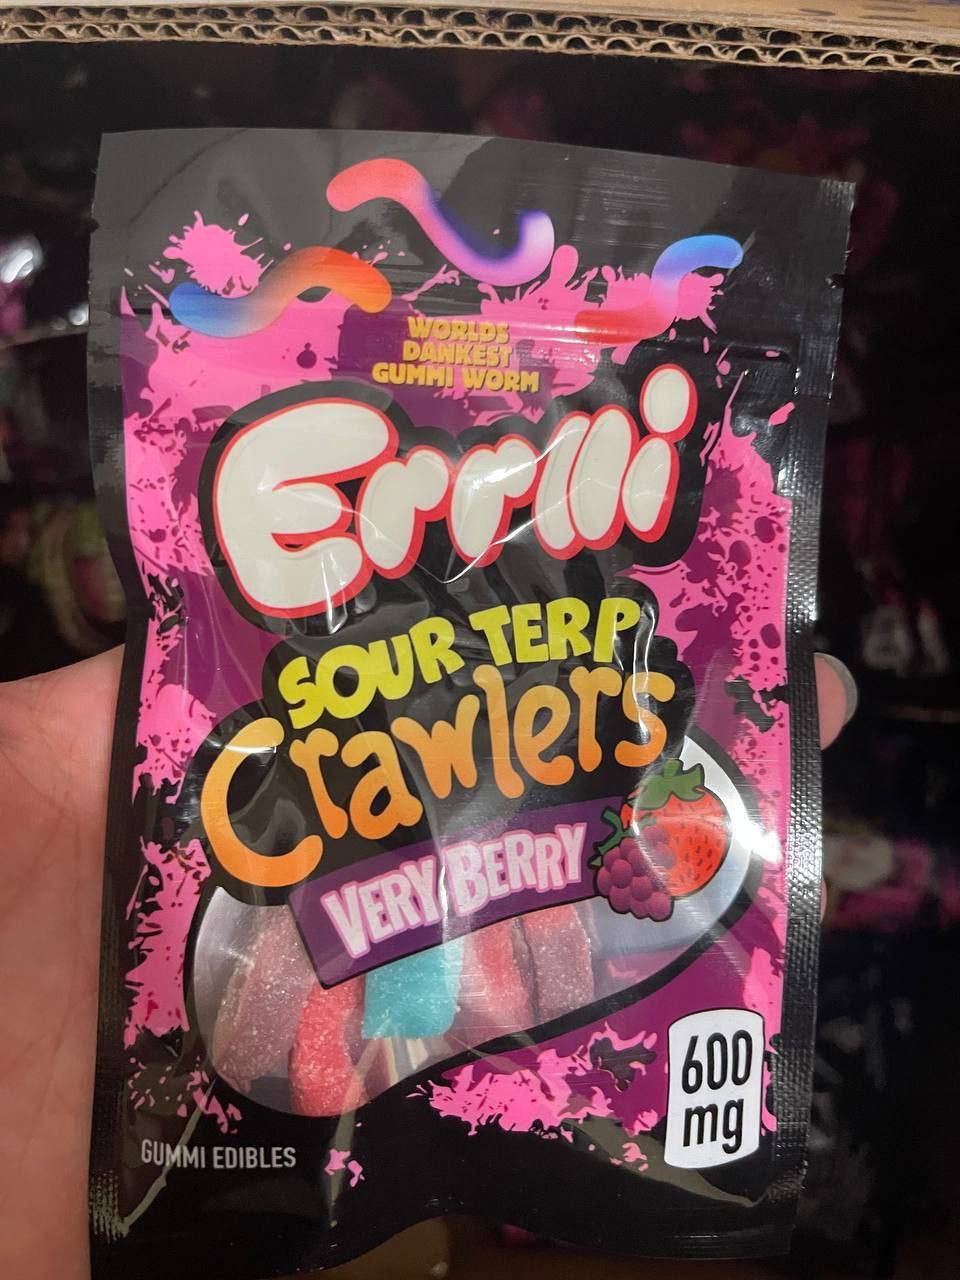 WORLDS
DANKEST
GUMMI WORM
Errlli
SOUR TERP
Crawlers
VERY BERRY
600
mg
GUMMI EDIBLES